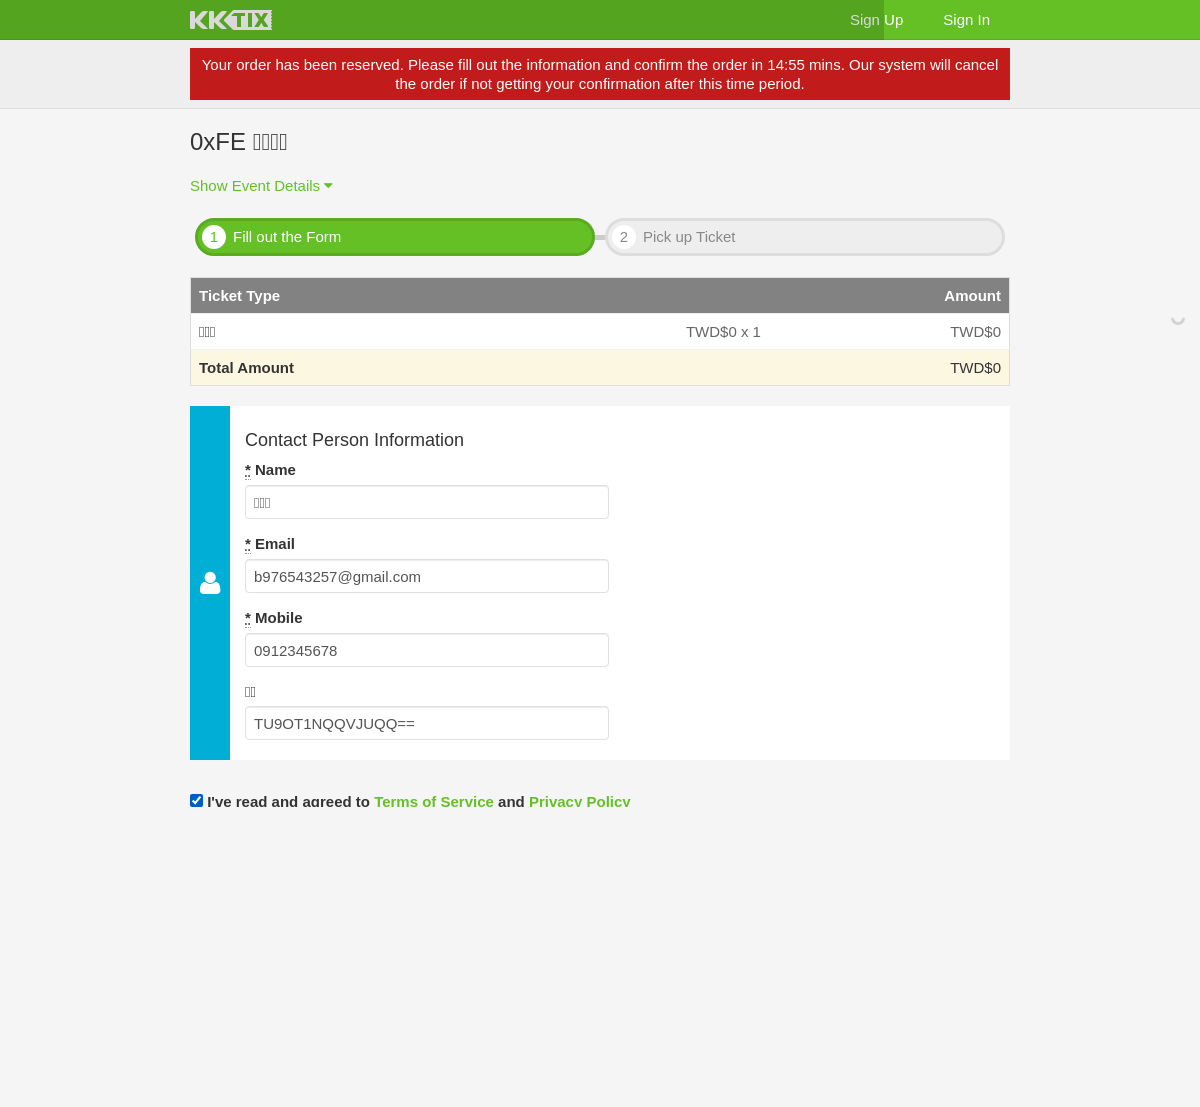 KKTIX
Sign Up
Sign In
Your order has been reserved. Please fill out the information and confirm the order in 14:55 mins. Our system will cancel
the order if not getting your confirmation after this time period.
0xFE
Show Event Details
1 Fill out the Form
2 Pick up Ticket
Ticket Type Amount
TWD$0 x 1 TWD$0
Total Amount TWD$0
Contact Person Information
* Name
* Email
b976543257@gmail.com
* Mobile
0912345678
TU9OT1NQQVJUQQ==
I've read and agreed to Terms of Service and Privacy Policy